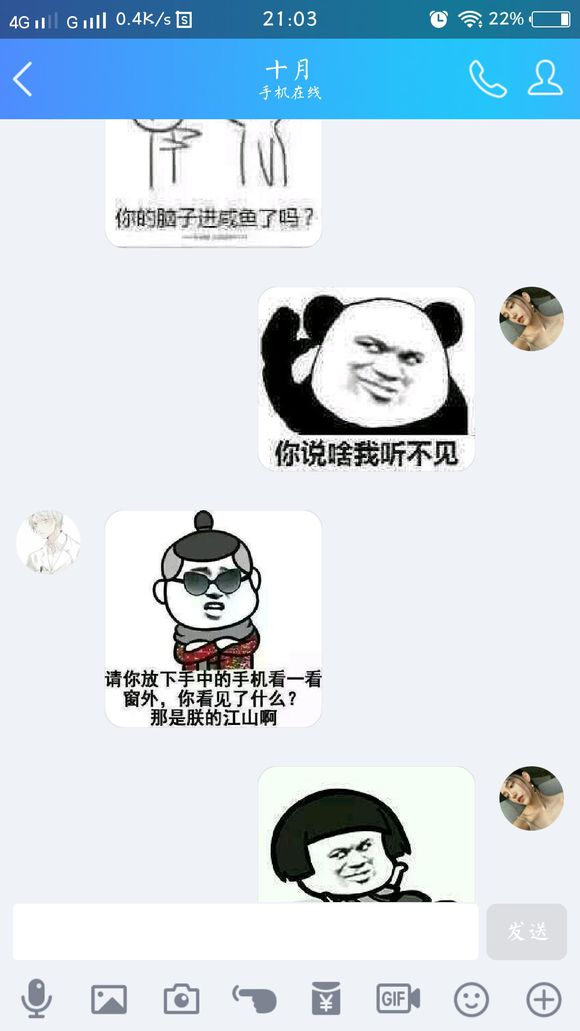 4G G 0.4K/s S 21:03 22%
十月
手机在线
你的脑子进咸鱼了吗?
你说啥我听不见
请你放下手中的手机看一看
窗外，你看见了什么?
那是朕的江山啊
发送
¥ GIF